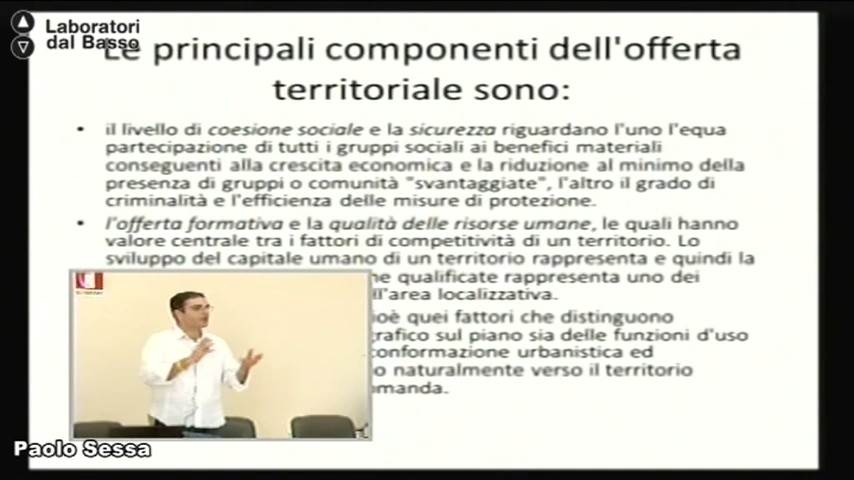 Laboratori
dal Basso
Le principali componenti dell'offerta
territoriale sono:
• il livello di coesione sociale e la sicurezza riguardano l'uno l'equa
partecipazione di tutti i gruppi sociali ai benefici materiali
conseguenti alla crescita economica e la riduzione al minimo della
presenza di gruppi o comunità "svantaggiate", l'altro il grado di
criminalità e l'efficienza delle misure di protezione.
• l'offerta formativa e la qualità delle risorse umane, le quali hanno
valore centrale tra i fattori di competitività di un territorio. Lo
sviluppo del capitale umano di un territorio rappresenta e quindi la
ne qualificate rappresenta uno dei
ll'area localizzativa.
ioè quei fattori che distinguono
grafico sul piano sia delle funzioni d'uso
conformazione urbanistica ed
o naturalmente verso il territorio
manda.
Paolo Sessa